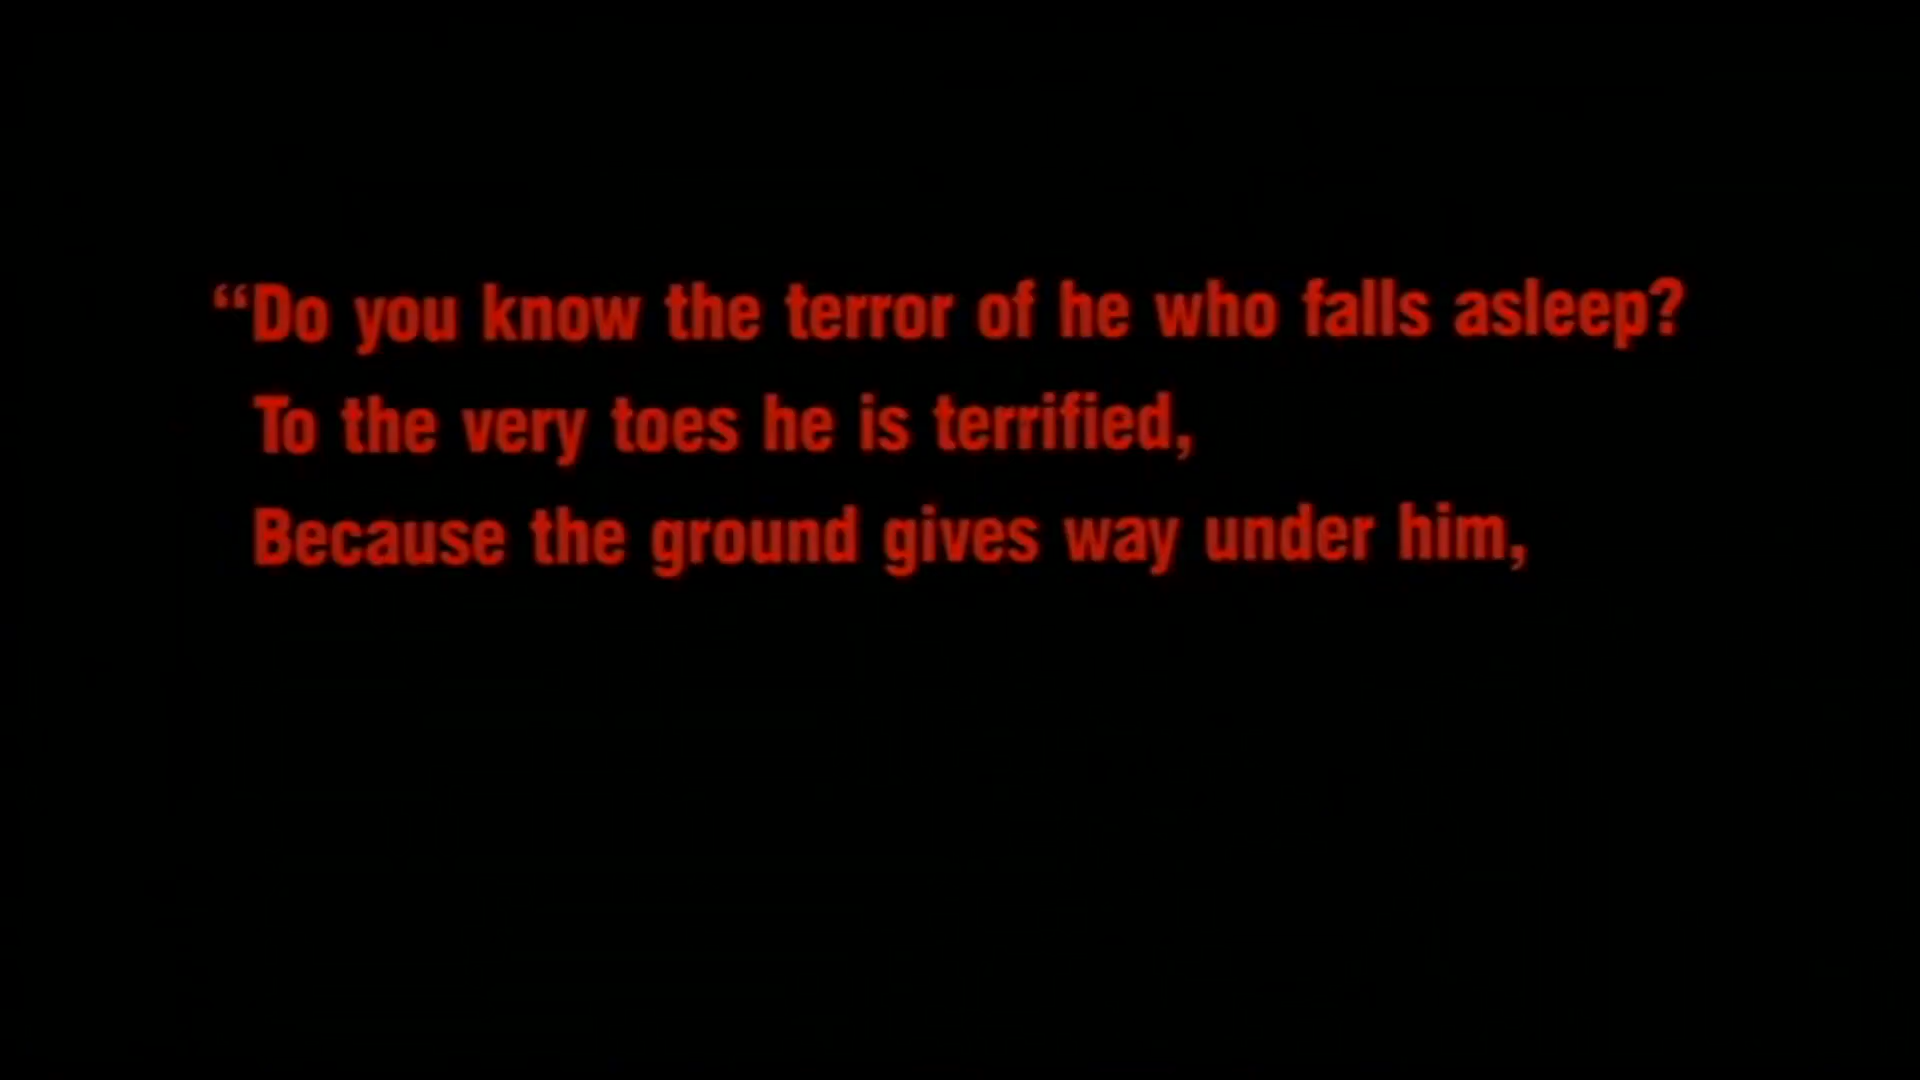 “Do you know the terror of he who falls asleep?
To the very toes he is terrified,
Because the ground gives way under him,